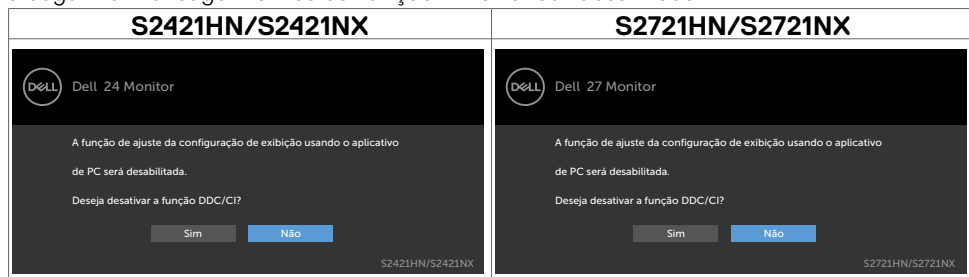 S2421HN/S2421NX
S2721HN/S2721NX
DELL
Dell 24 Monitor
A função de ajuste da configuração de exibição usando o aplicativo
de PC será desabilitada.
Deseja desativar a função DDC/CI?
Sim
Não
S2421HN/S2421NX
DELL
Dell 27 Monitor
A função de ajuste da configuração de exibição usando o aplicativo
de PC será desabilitada.
Deseja desativar a função DDC/CI?
Sim
Não
S2721HN/S2721NX